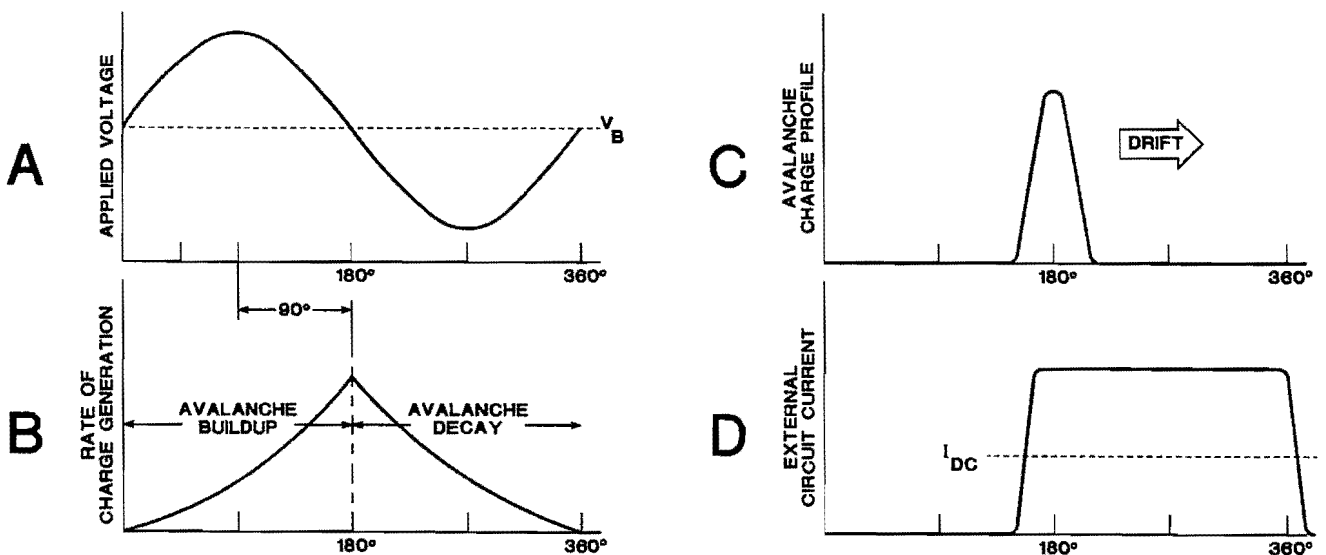 A
APPLIED VOLTAGE
V
B
180°
360°
90°
B
RATE OF
CHARGE GENERATION
AVALANCHE
BUILDUP
AVALANCHE
DECAY
180°
360°
C
AVALANCHE
CHARGE PROFILE
DRIFT
180°
360°
D
EXTERNAL
CIRCUIT CURRENT
I
DC
180°
360°